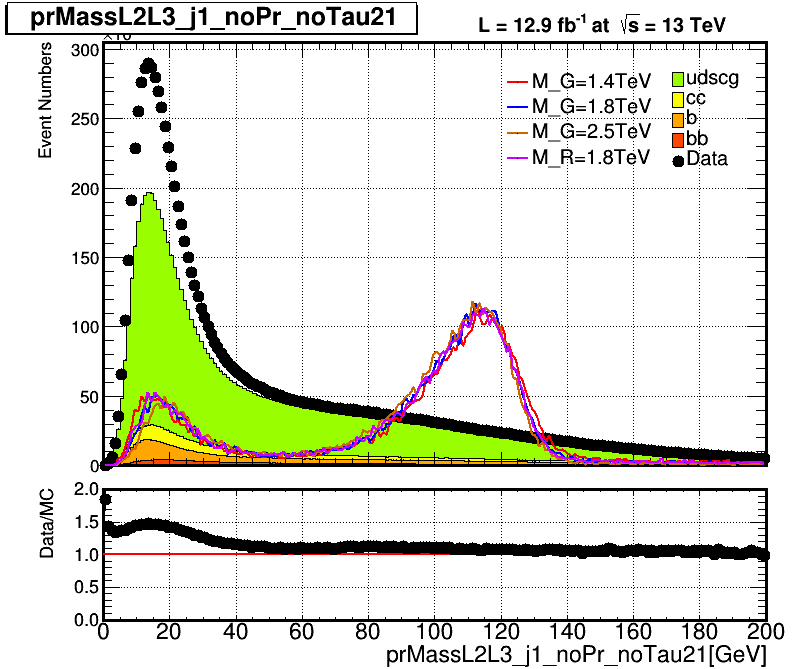 prMassL2L3_j1_noPr_noTau21
L = 12.9 fb-1 at √s = 13 TeV
Event Numbers
300
250
200
150
100
50
0
M_G=1.4TeV
M_G=1.8TeV
M_G=2.5TeV
M_R=1.8TeV
udscg
cc
b
bb
Data
Data/MC
2.0
1.5
1.0
0.5
0.0
0 20 40 60 80 100 120 140 160 180 200
prMassL2L3_j1_noPr_noTau21[GeV]